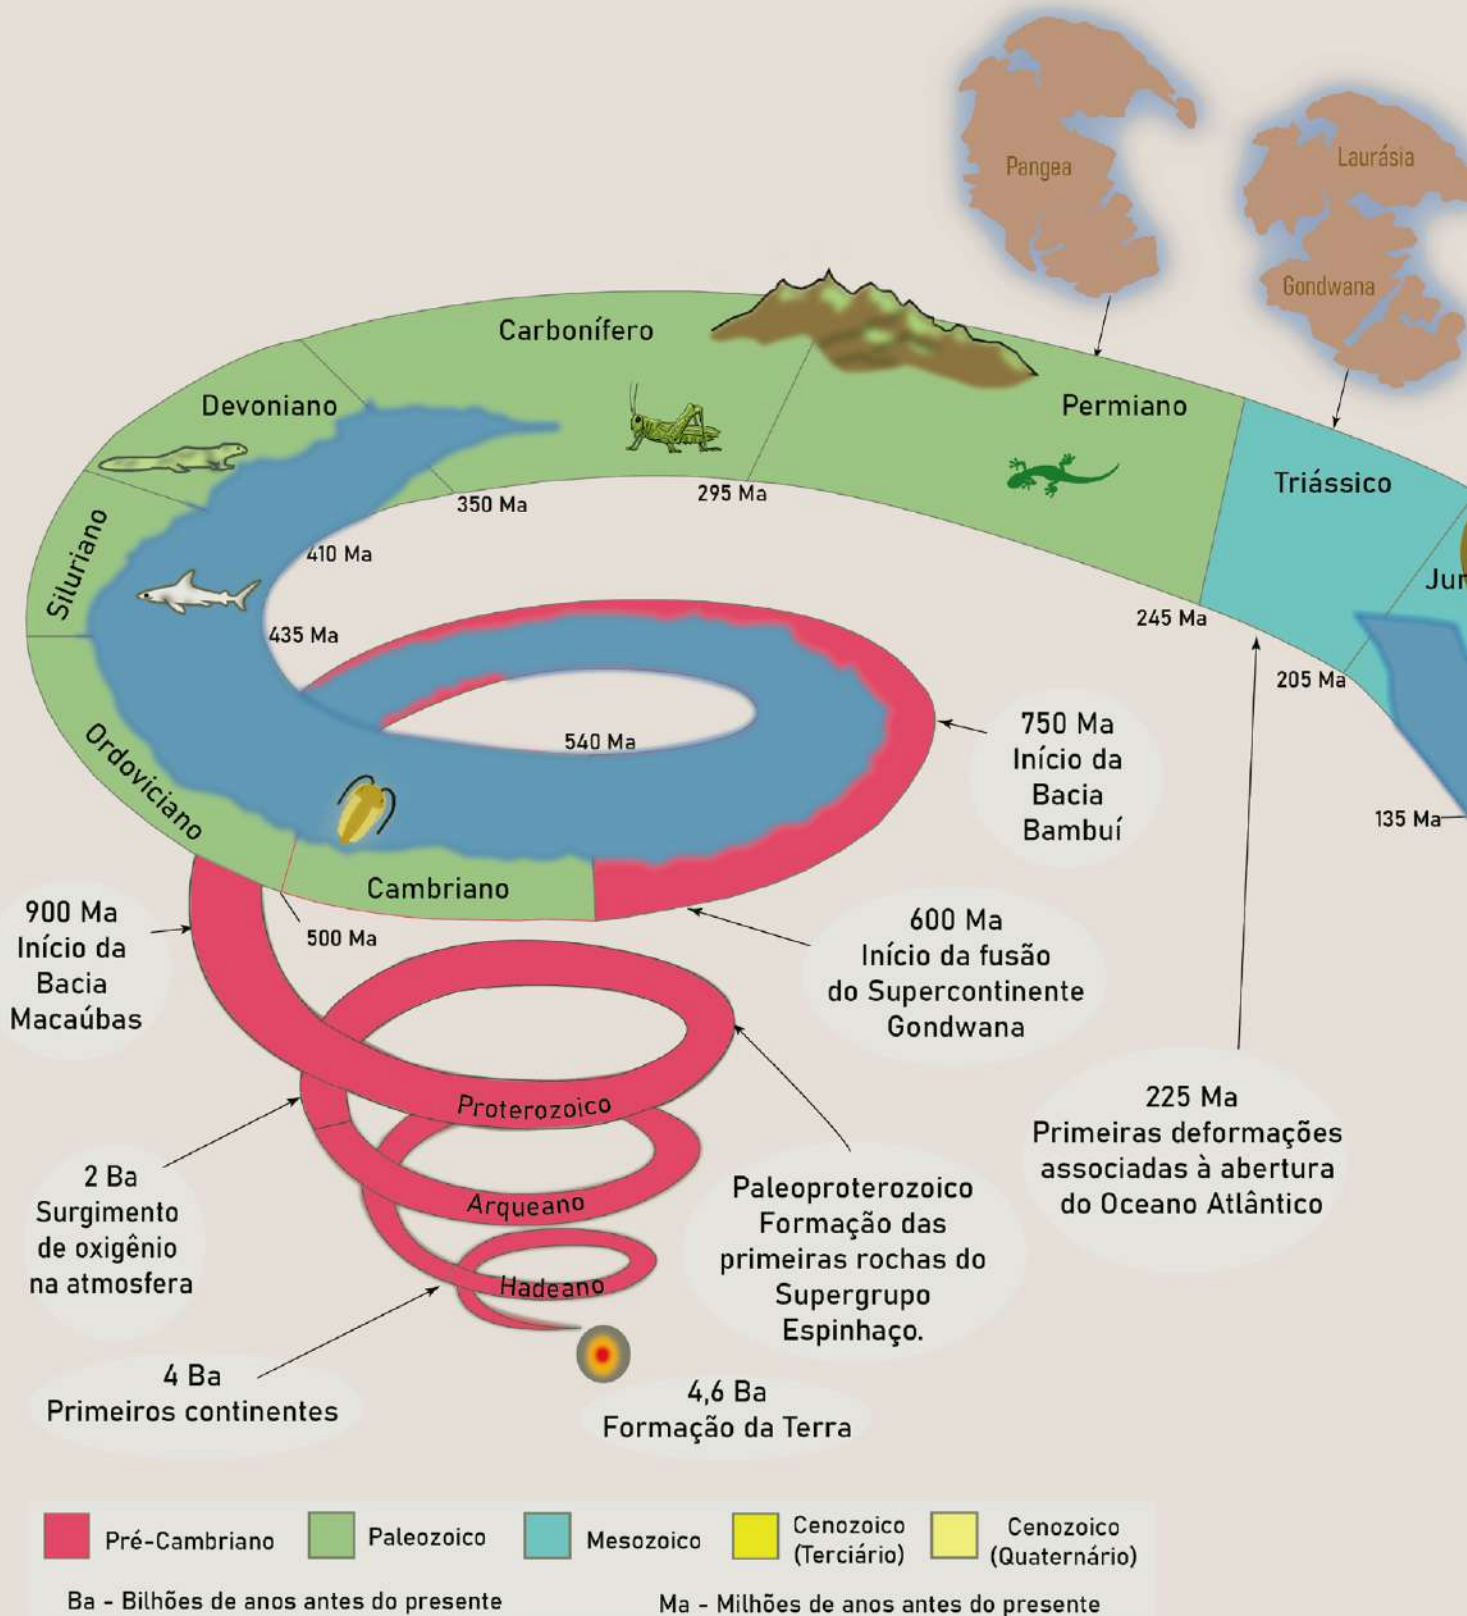 Pangea
Laurásia
Gondwana
Carbonífero
Devoniano
Permiano
Triássico
Siluriano
350 Ma
295 Ma
410 Ma
Jur
435 Ma
245 Ma
205 Ma
Ordoviciano
540 Ma
750 Ma
Início da
Bacia
Bambuí
135 Ma
Cambriano
500 Ma
900 Ma
Início da
Bacia
Macaúbas
600 Ma
Início da fusão
do Supercontinente
Gondwana
Proterozoico
225 Ma
Primeiras deformações
associadas à abertura
do Oceano Atlântico
2 Ba
Surgimento
de oxigênio
na atmosfera
Arqueano
Paleoproterozoico
Formação das
primeiras rochas do
Supergrupo
Espinhaço.
Hadeano
4 Ba
Primeiros continentes
4,6 Ba
Formação da Terra
Pré-Cambriano
Paleozoico
Mesozoico
Cenozoico
(Terciário)
Cenozoico
(Quaternário)
Ba - Bilhões de anos antes do presente
Ma - Milhões de anos antes do presente